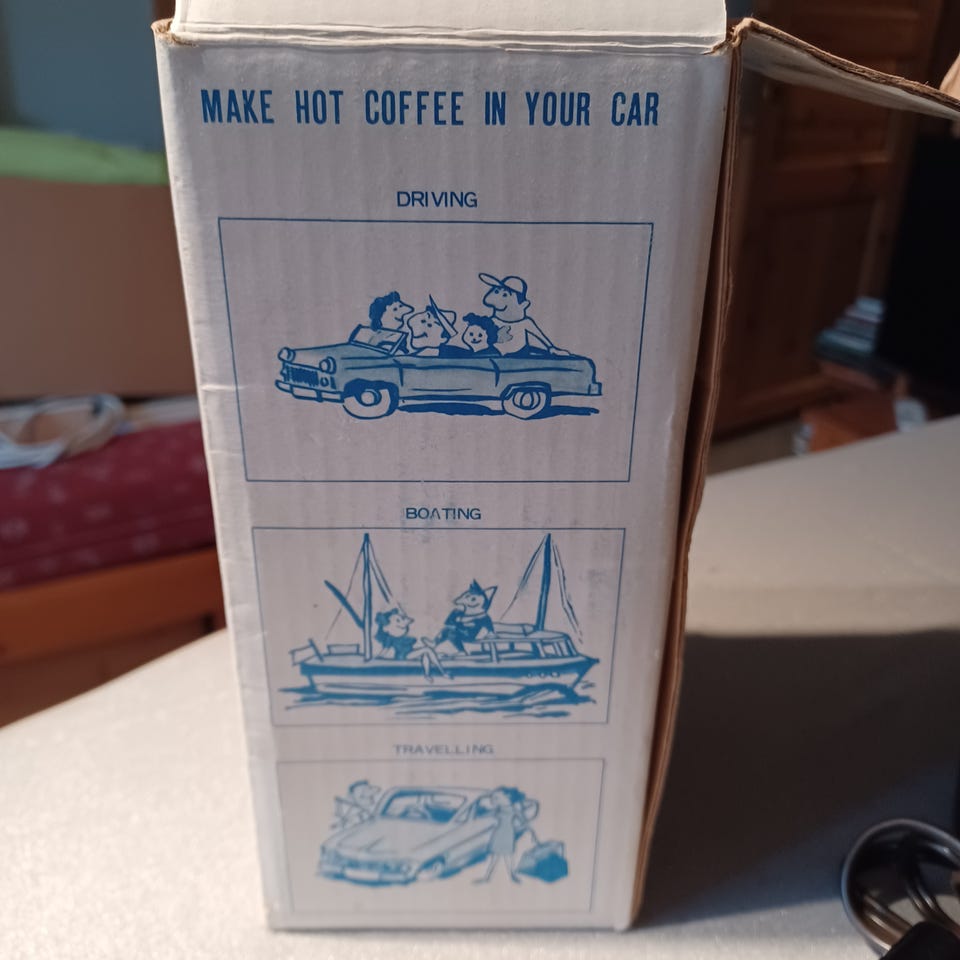 MAKE HOT COFFEE IN YOUR CAR
DRIVING
BOATING
TRAVELLING